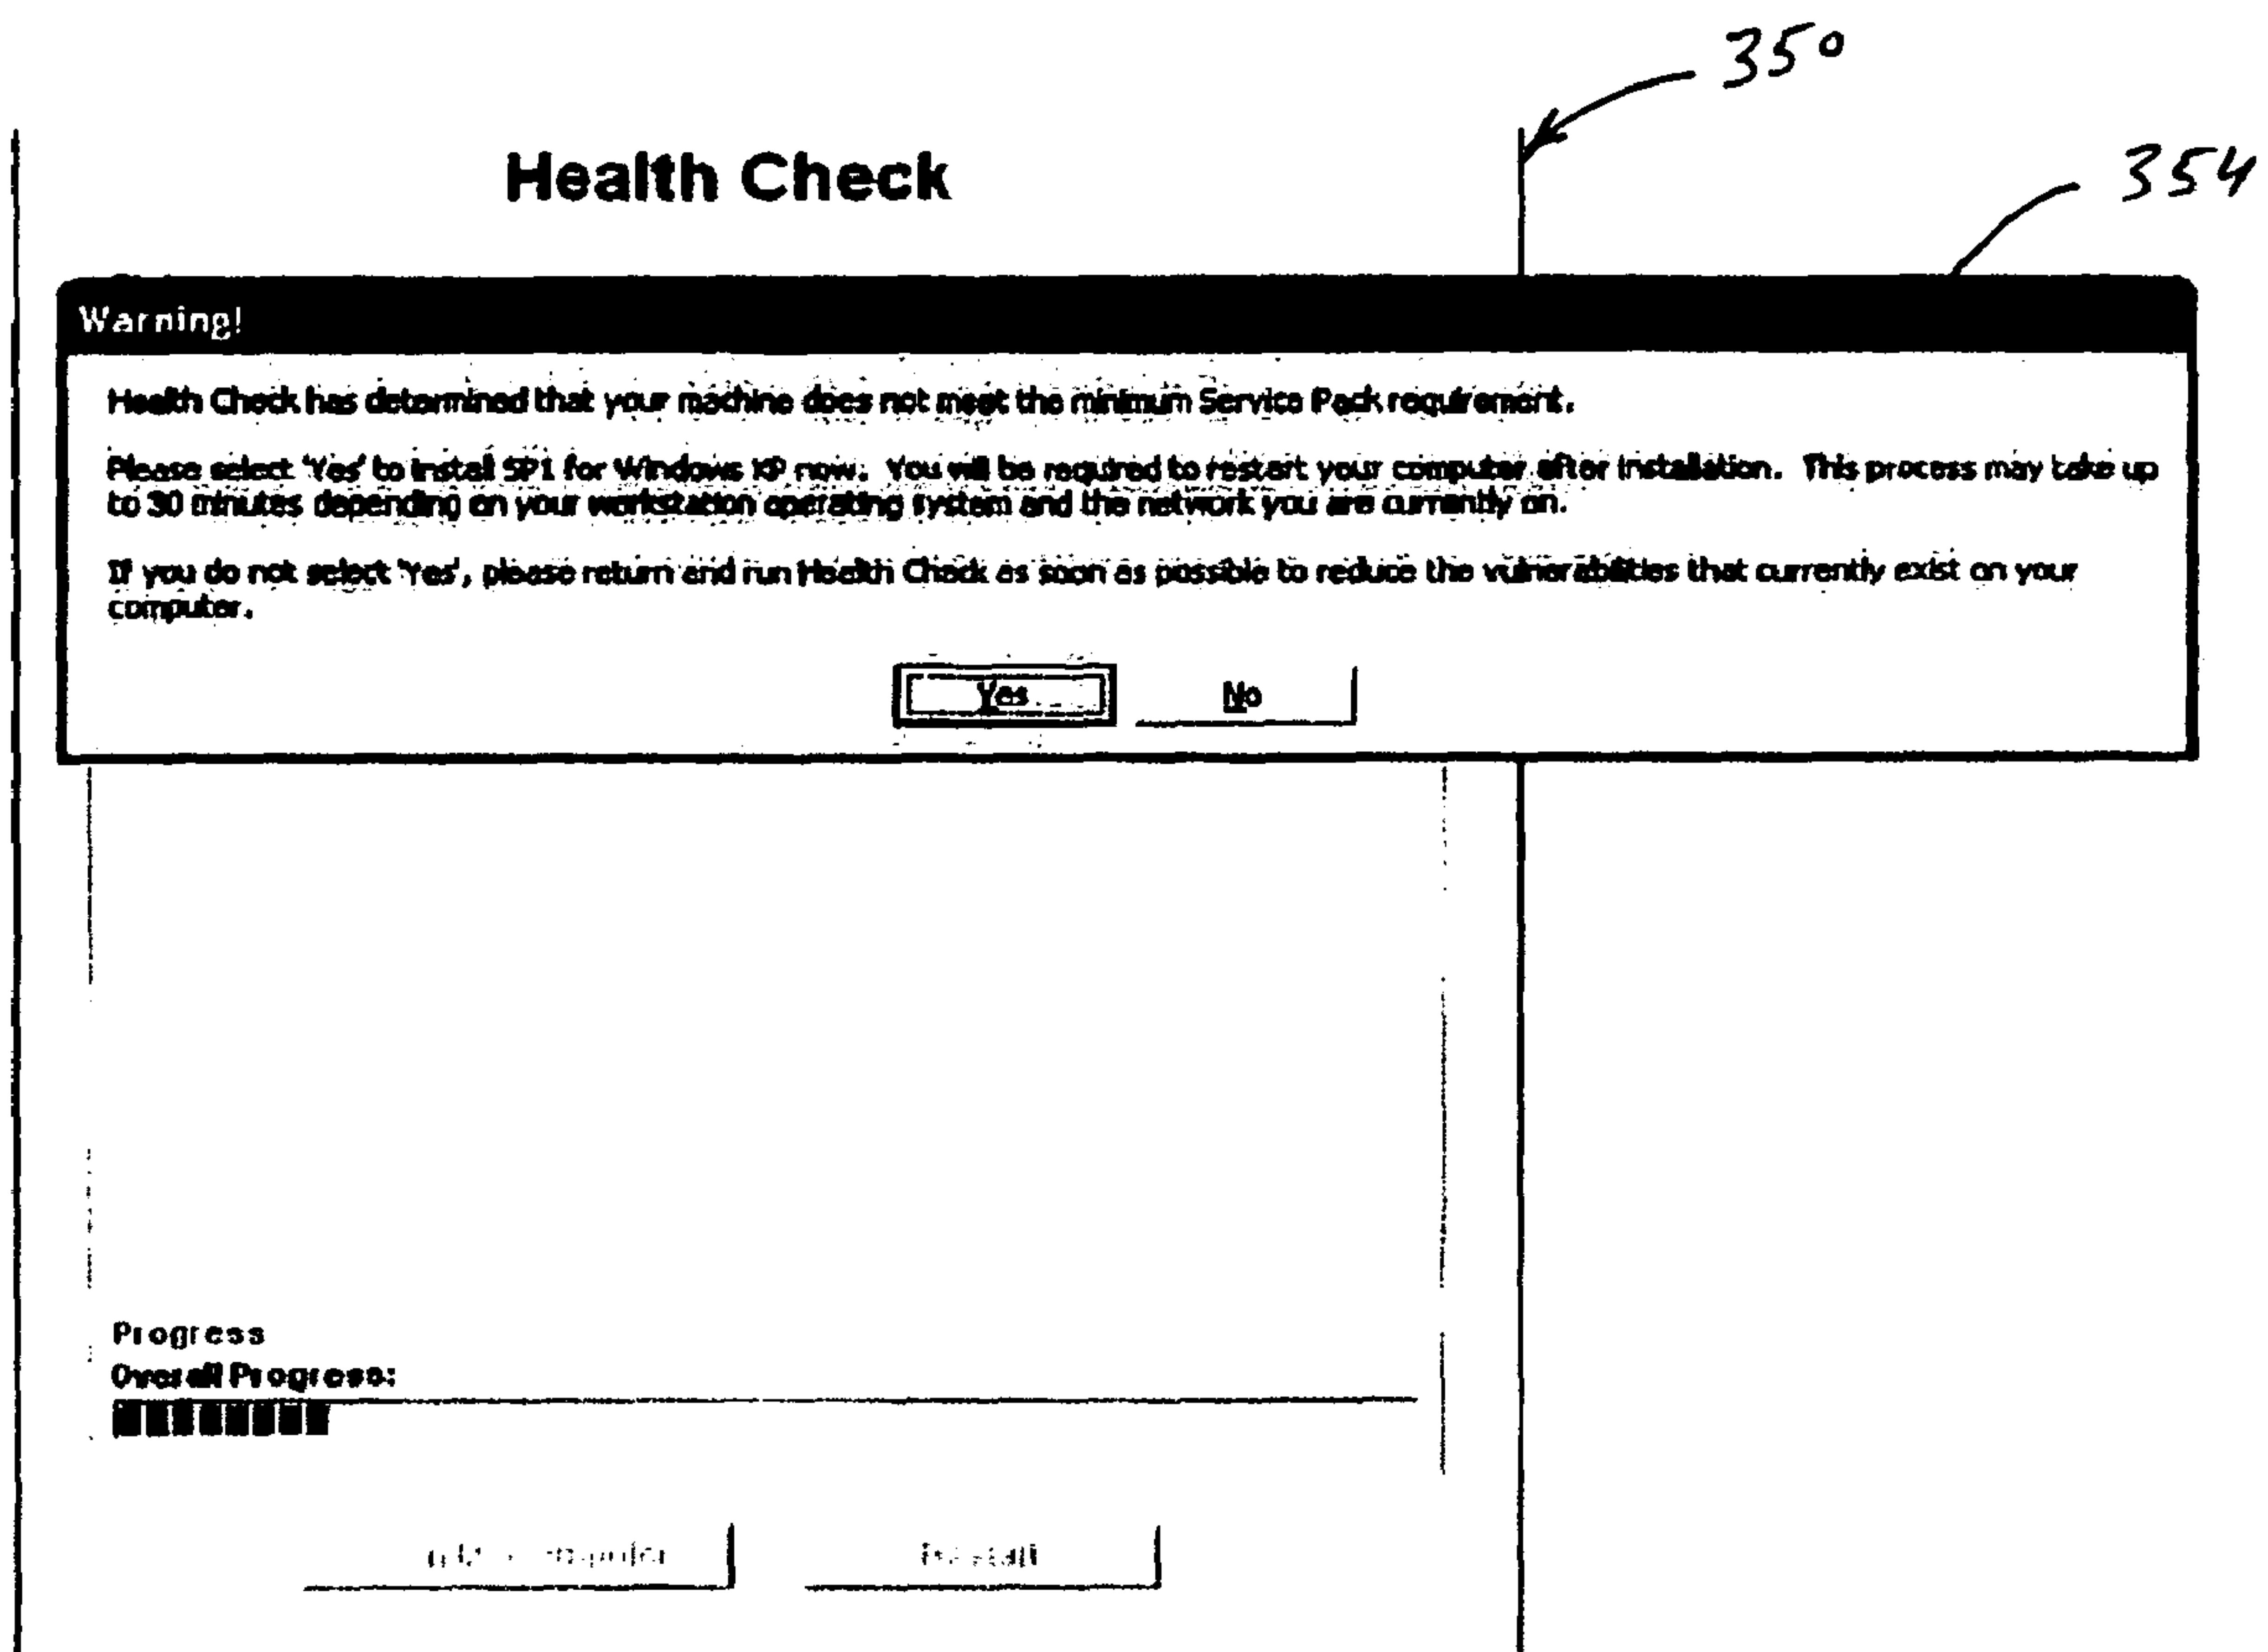 350
354
Health Check
Warning!
Health Check has determined that your machine does not meet the minimum Service Pack requirement.
Please select 'Yes' to install SP1 for Windows XP now. You will be required to restart your computer after installation. This process may take up
to 30 minutes depending on your workstation operating system and the network you are currently on.
If you do not select 'Yes', please return and run Health Check as soon as possible to reduce the vulnerabilities that currently exist on your
computer.
Yes No
Progress
Overall Progress: